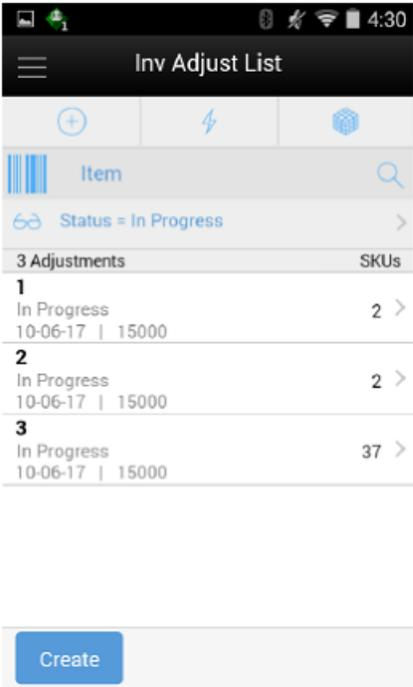 1 4:30
Inv Adjust List
Item
Status = In Progress
3 Adjustments SKUs
1
In Progress 2
10-06-17 | 15000
2
In Progress 2
10-06-17 | 15000
3
In Progress 37
10-06-17 | 15000
Create